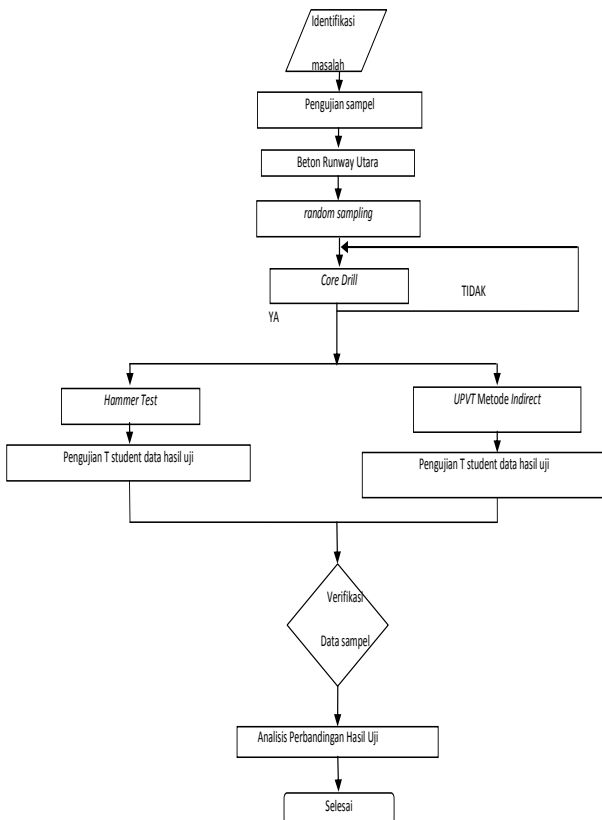 Identifikasi
masalah
Pengujian sampel
Beton Runway Utara
random sampling
Core Drill
TIDAK
YA
Hammer Test
UPVT Metode Indirect
Pengujian T student data hasil uji
Pengujian T student data hasil uji
Verifikasi
Data sampel
Analisis Perbandingan Hasil Uji
Selesai